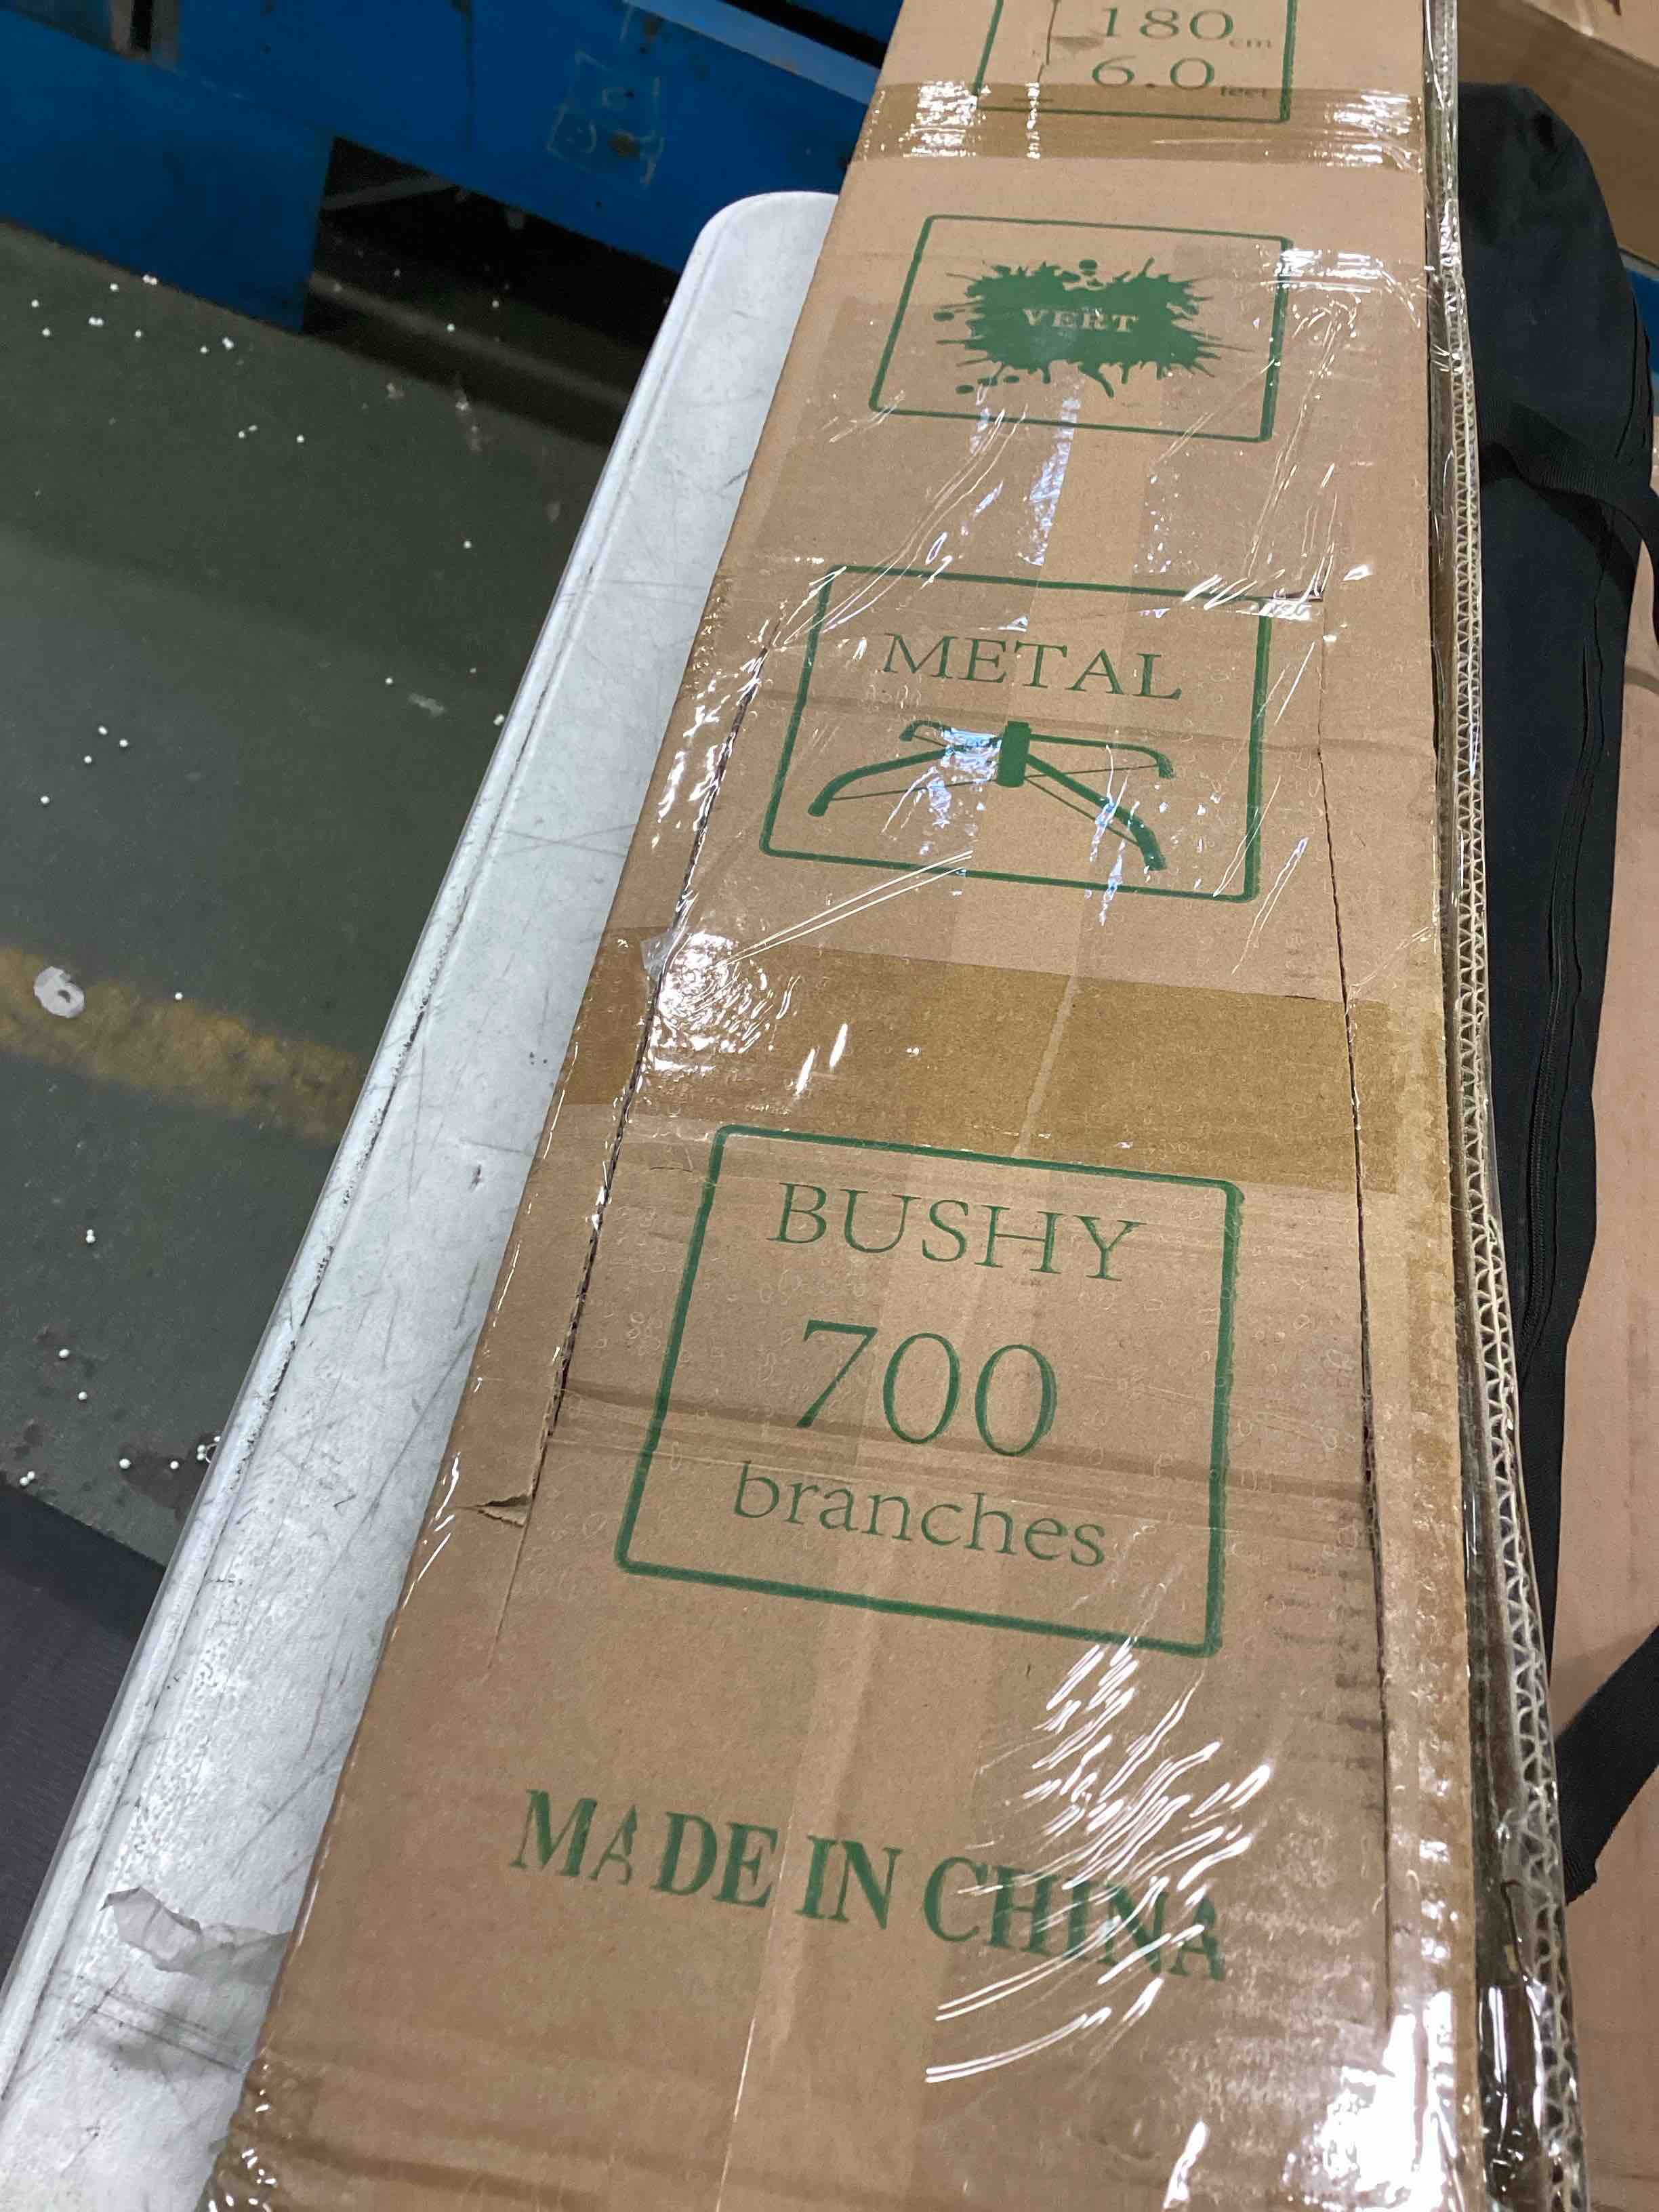 180 cm
6.0 feet
VERT
METAL
BUSHY
700
branches
MADE IN CHINA